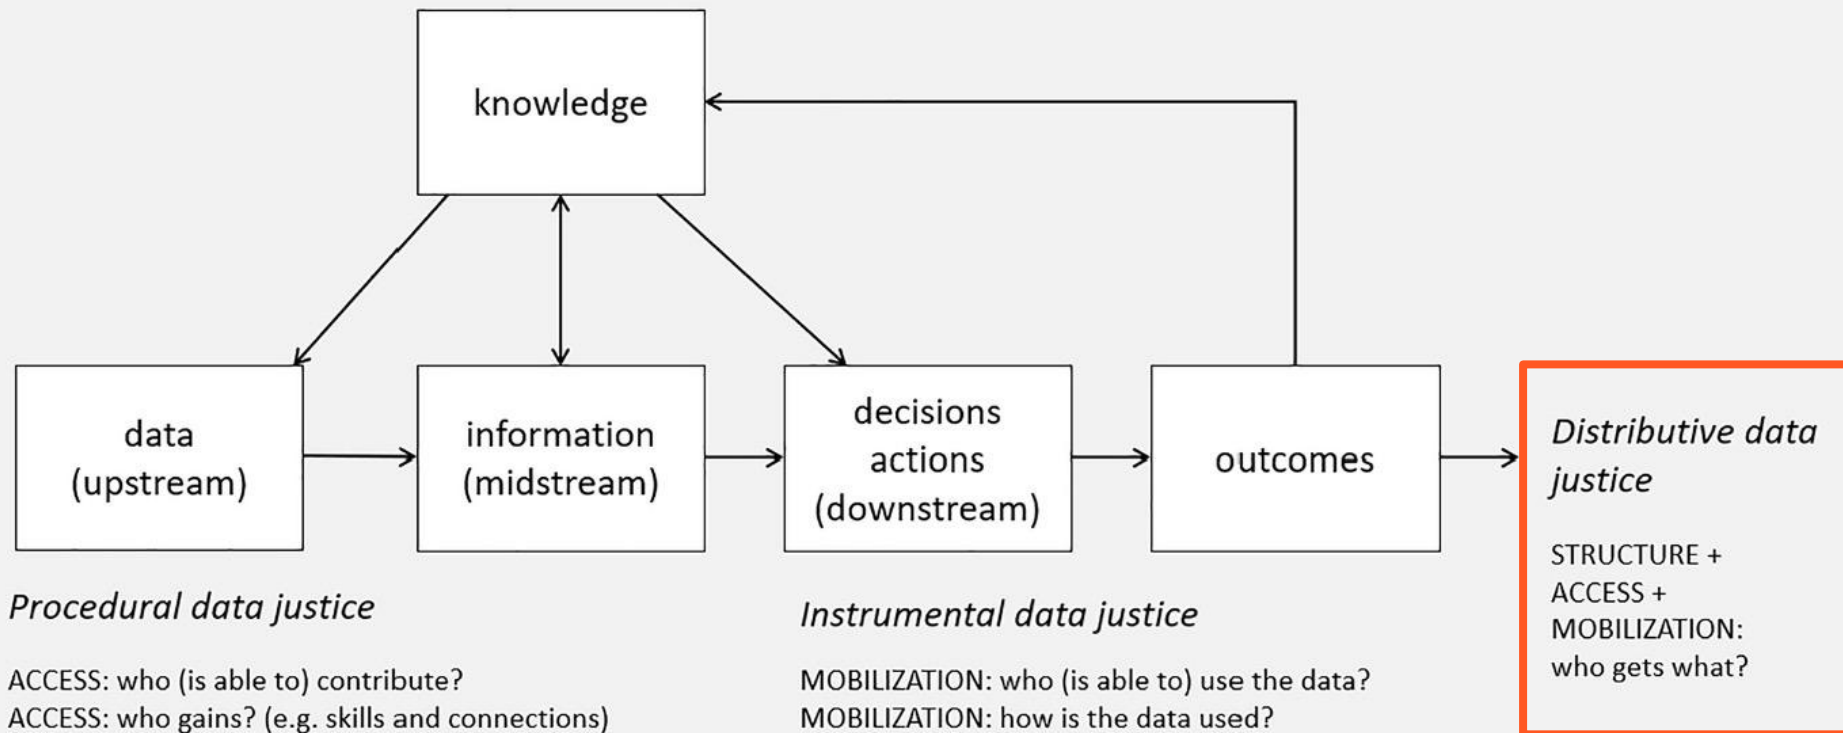 knowledge
data
(upstream)
information
(midstream)
decisions
actions
(downstream)
outcomes
Distributive data
justice
STRUCTURE +
ACCESS +
MOBILIZATION:
who gets what?
Procedural data justice
ACCESS: who (is able to) contribute?
ACCESS: who gains? (e.g. skills and connections)
Instrumental data justice
MOBILIZATION: who (is able to) use the data?
MOBILIZATION: how is the data used?